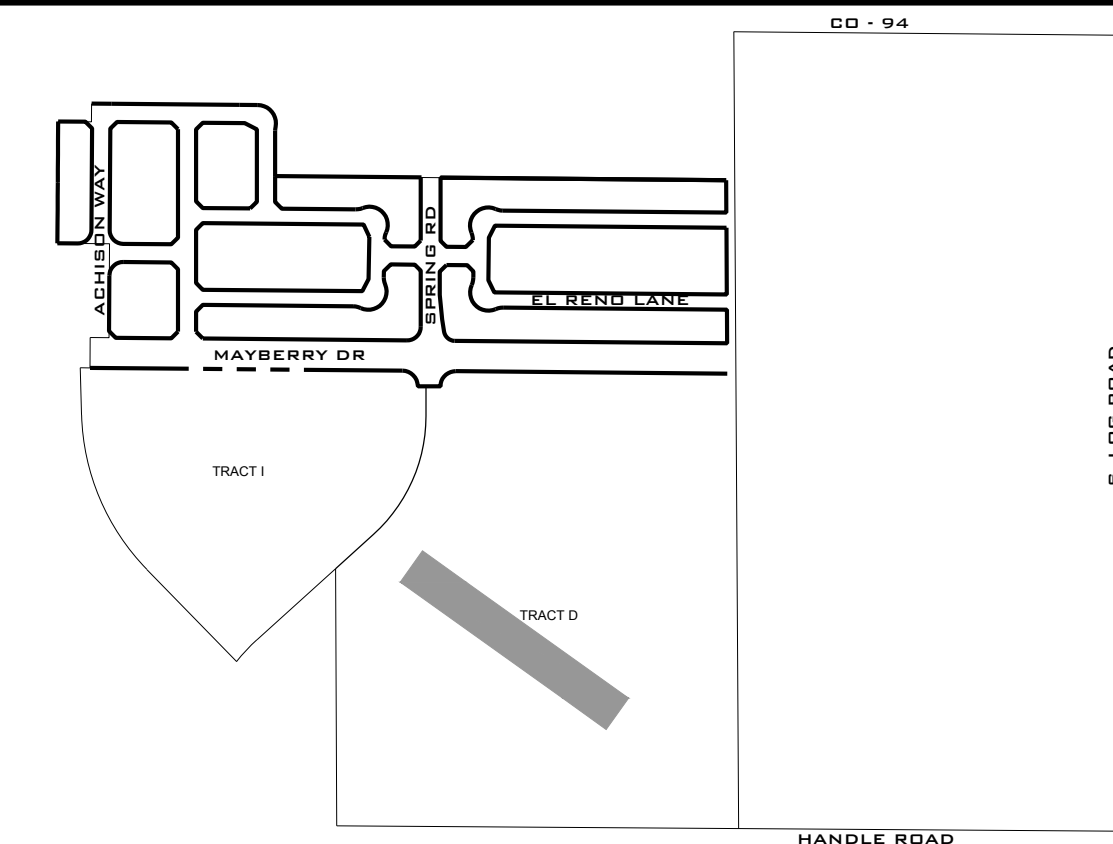 CO - 94
ACHISON WAY
SPRING RD
EL RENO LANE
MAYBERRY DR
TRACT I
TRACT D
HANDLE ROAD